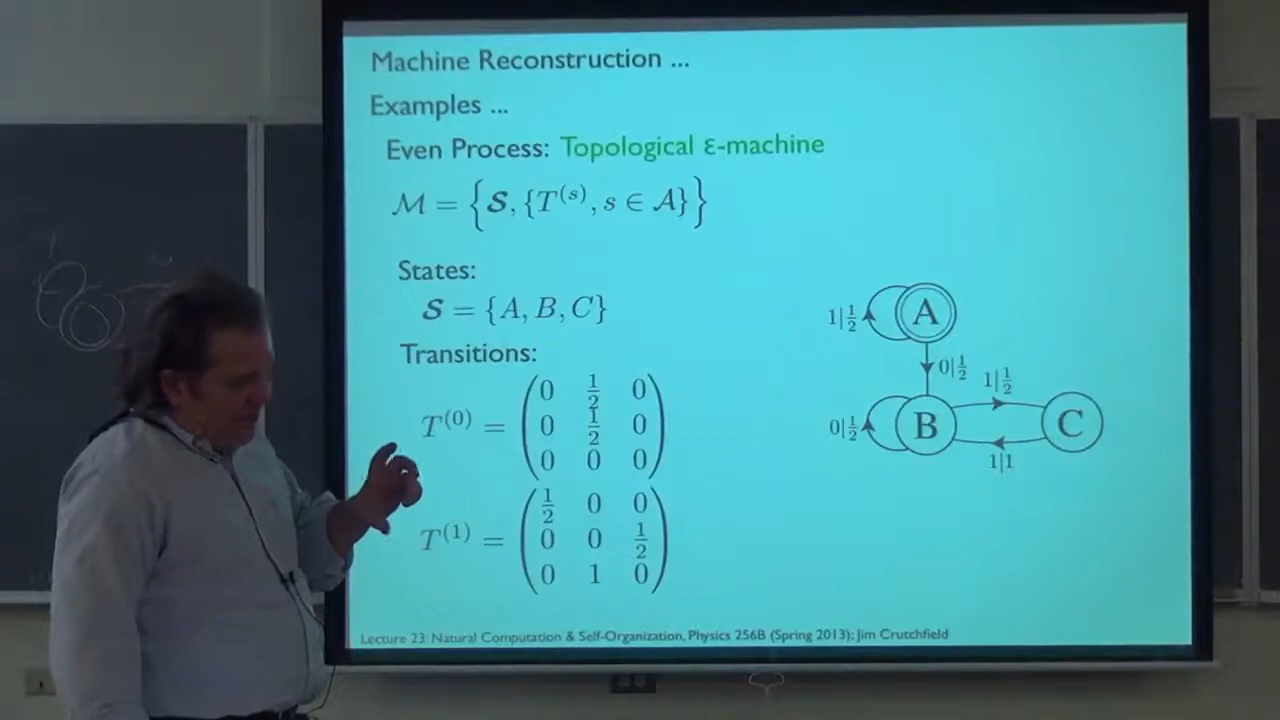 Machine Reconstruction ...
Examples ...
Even Process: Topological ε-machine
𝓜 = { 𝓢, {T^(s), s ∈ 𝒜} }
States:
𝓢 = {A, B, C}
Transitions:
T^(0) = ( 0 1/2 0
0 1/2 0
0 0 0 )
T^(1) = ( 1/2 0 0
0 0 1/2
0 1 0 )
A
1|1/2
0|1/2
1|1/2
0|1/2
B
C
1|1
Lecture 23: Natural Computation & Self-Organization, Physics 256B (Spring 2013); Jim Crutchfield